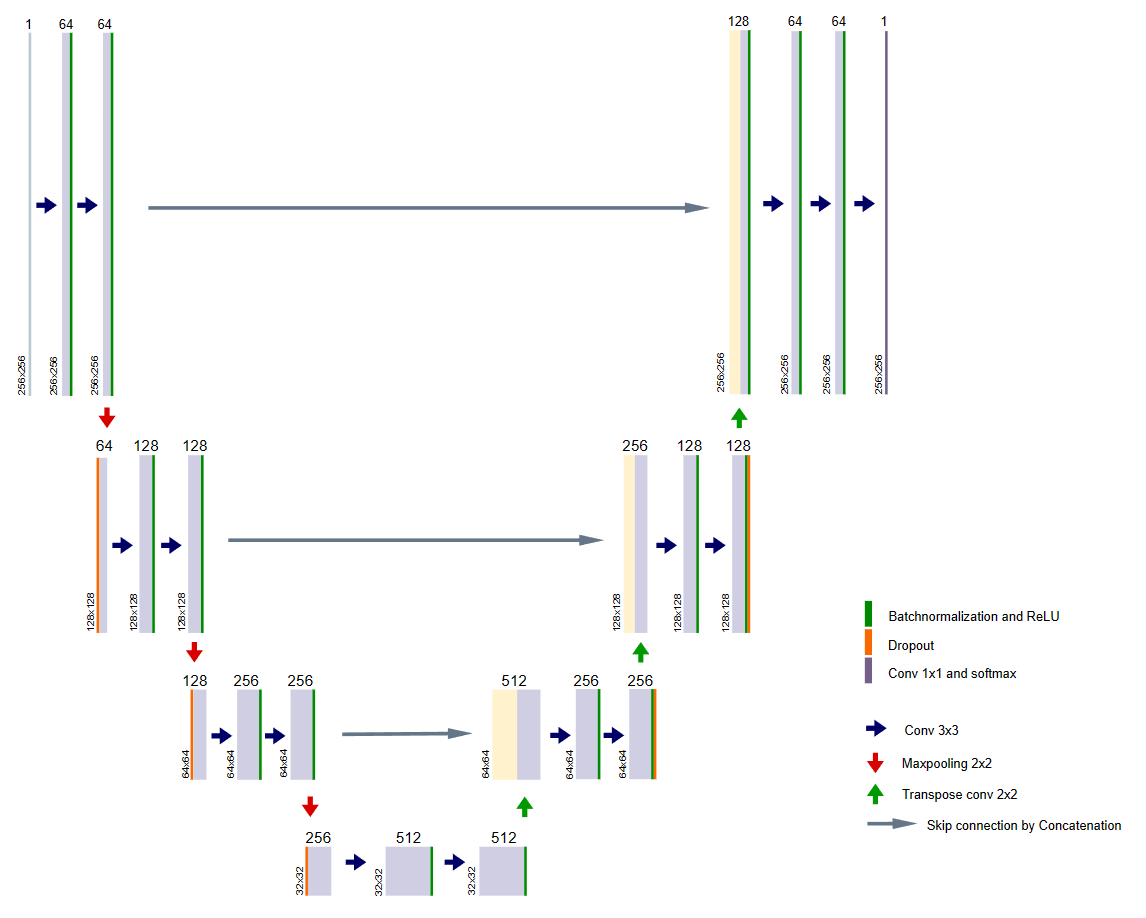 1 64 64 128 64 64 1
256x256 256x256 256x256 256x256 256x256 256x256 256x256
64 128 128 256 128 128
128x128 128x128 128x128 128x128 128x128 128x128
Batchnormalization and ReLU
Dropout
Conv 1x1 and softmax
128 256 256 512 256 256
64x64 64x64 64x64 64x64 64x64 64x64
Conv 3x3
Maxpooling 2x2
Transpose conv 2x2
Skip connection by Concatenation
256 512 512
32x32 32x32 32x32